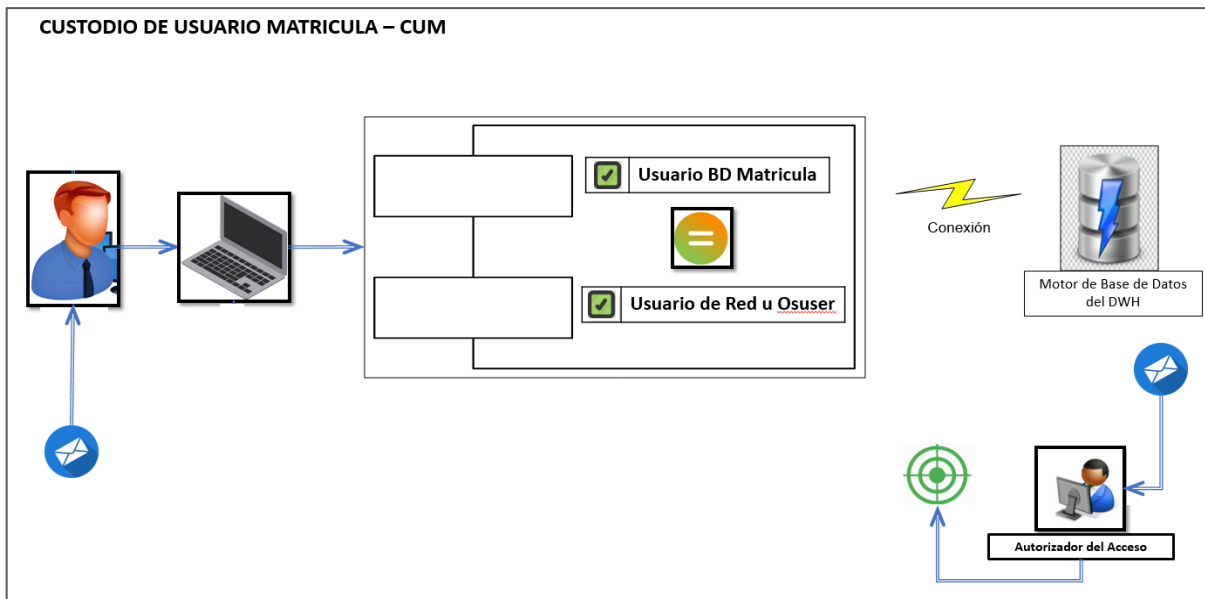 CUSTODIO DE USUARIO MATRICULA – CUM
Usuario BD Matricula
Usuario de Red u Osuser
Conexión
Motor de Base de Datos
del DWH
Autorizador del Acceso